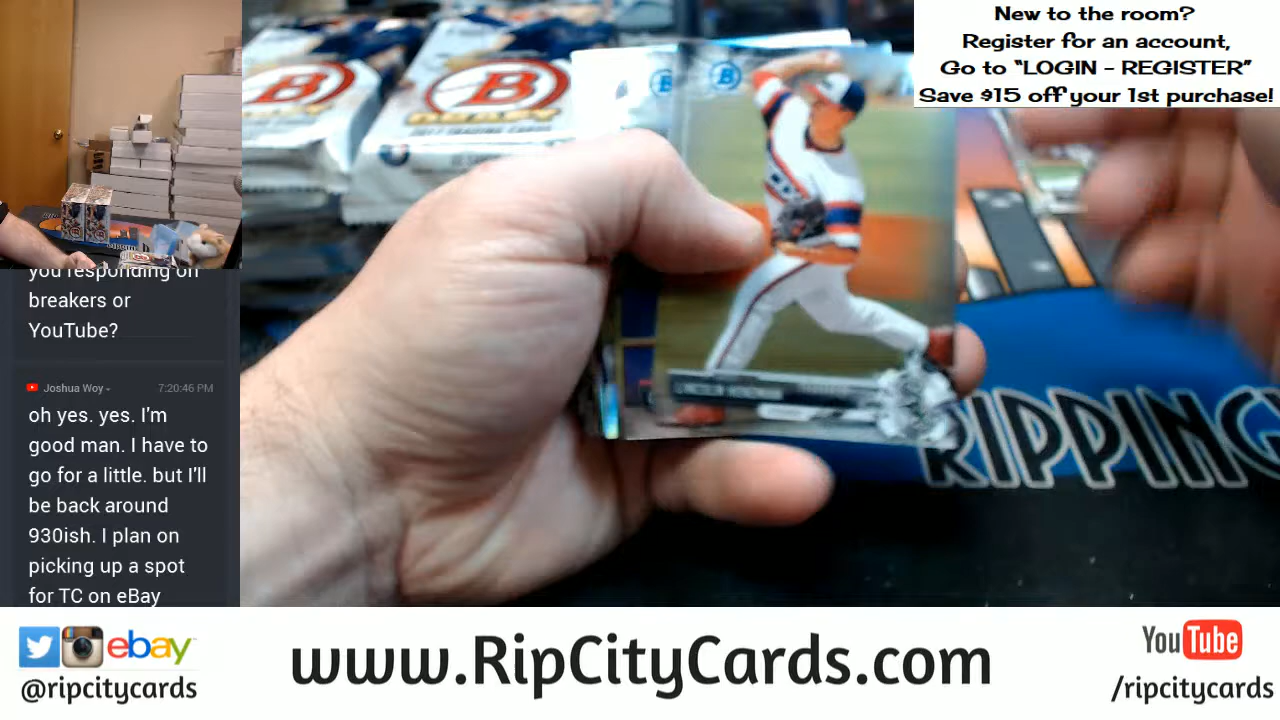 New to the room?
Register for an account,
Go to “LOGIN - REGISTER”
Save $15 off your 1st purchase!
B
B
DRAFT
you responding on
breakers or
YouTube?
Joshua Woy
7:20:46 PM
oh yes. yes. I'm
good man. I have to
go for a little. but I'll
be back around
930ish. I plan on
picking up a spot
for TC on eBay
RIPPING
ebay
@ripcitycards
www.RipCityCards.com
YouTube
/ripcitycards